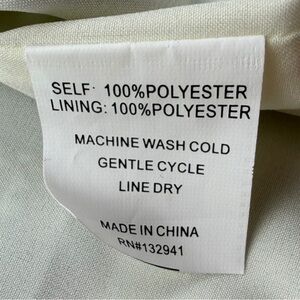 SELF: 100%POLYESTER
LINING: 100%POLYESTER
MACHINE WASH COLD
GENTLE CYCLE
LINE DRY
MADE IN CHINA
RN#132941